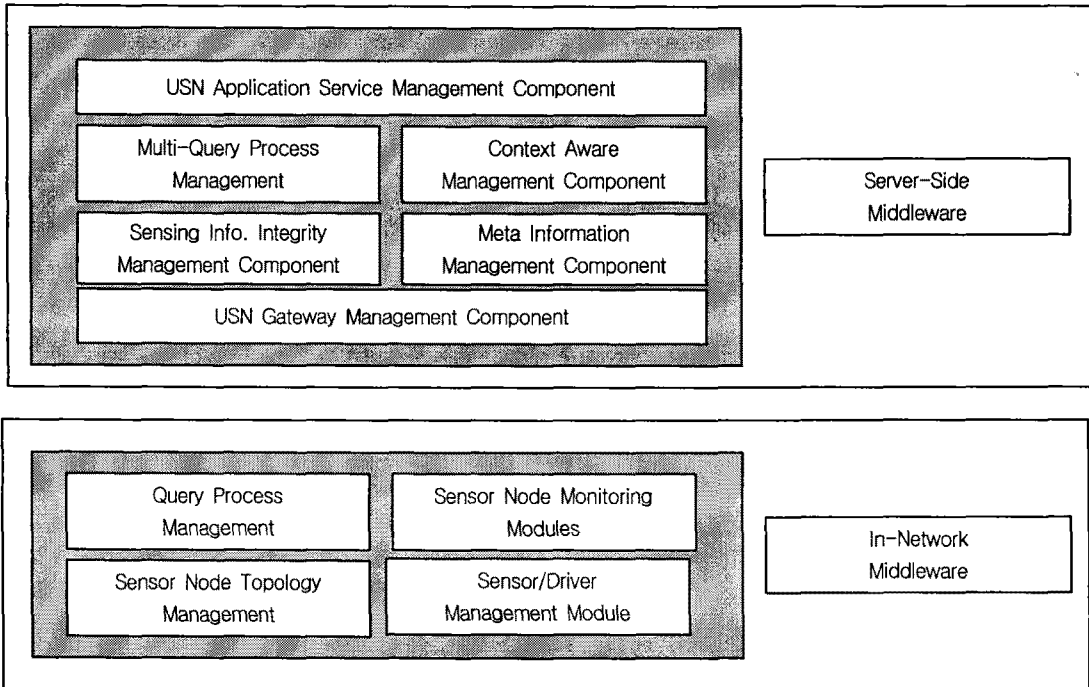 USN Application Service Management Component
Multi-Query Process
Management
Context Aware
Management Component
Server-Side
Middleware
Sensing Info. Integrity
Management Component
Meta Information
Management Component
USN Gateway Management Component
Query Process
Management
Sensor Node Monitoring
Modules
In-Network
Middleware
Sensor Node Topology
Management
Sensor/Driver
Management Module